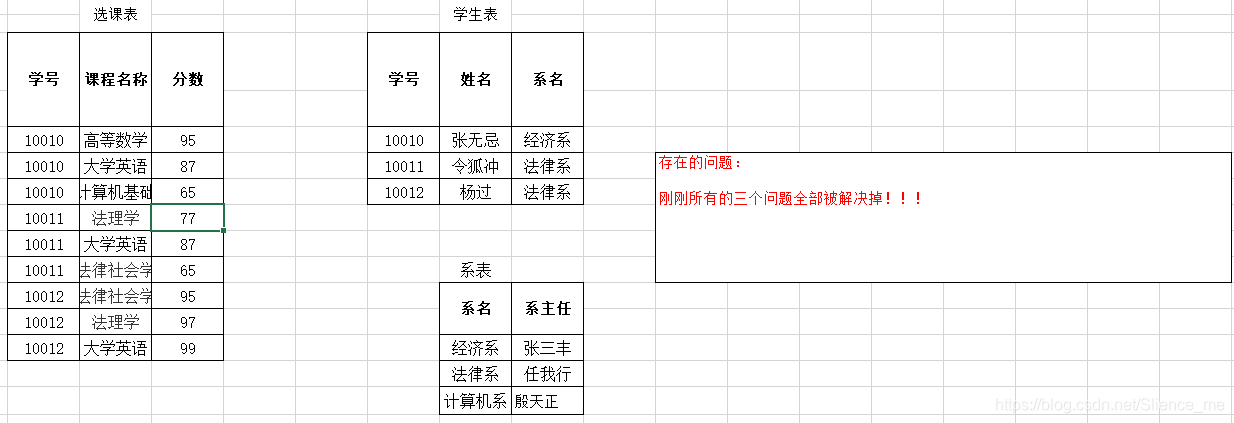 选课表
学号 课程名称 分数
10010 高等数学 95
10010 大学英语 87
10010 计算机基础 65
10011 法理学 77
10011 大学英语 87
10011 法律社会学 65
10012 法律社会学 95
10012 法理学 97
10012 大学英语 99
学生表
学号 姓名 系名
10010 张无忌 经济系
10011 令狐冲 法律系
10012 杨过 法律系
系表
系名 系主任
经济系 张三丰
法律系 任我行
计算机系 殷天正
存在的问题：
刚刚所有的三个问题全部被解决掉！！！
https://blog.csdn.net/Slience_me